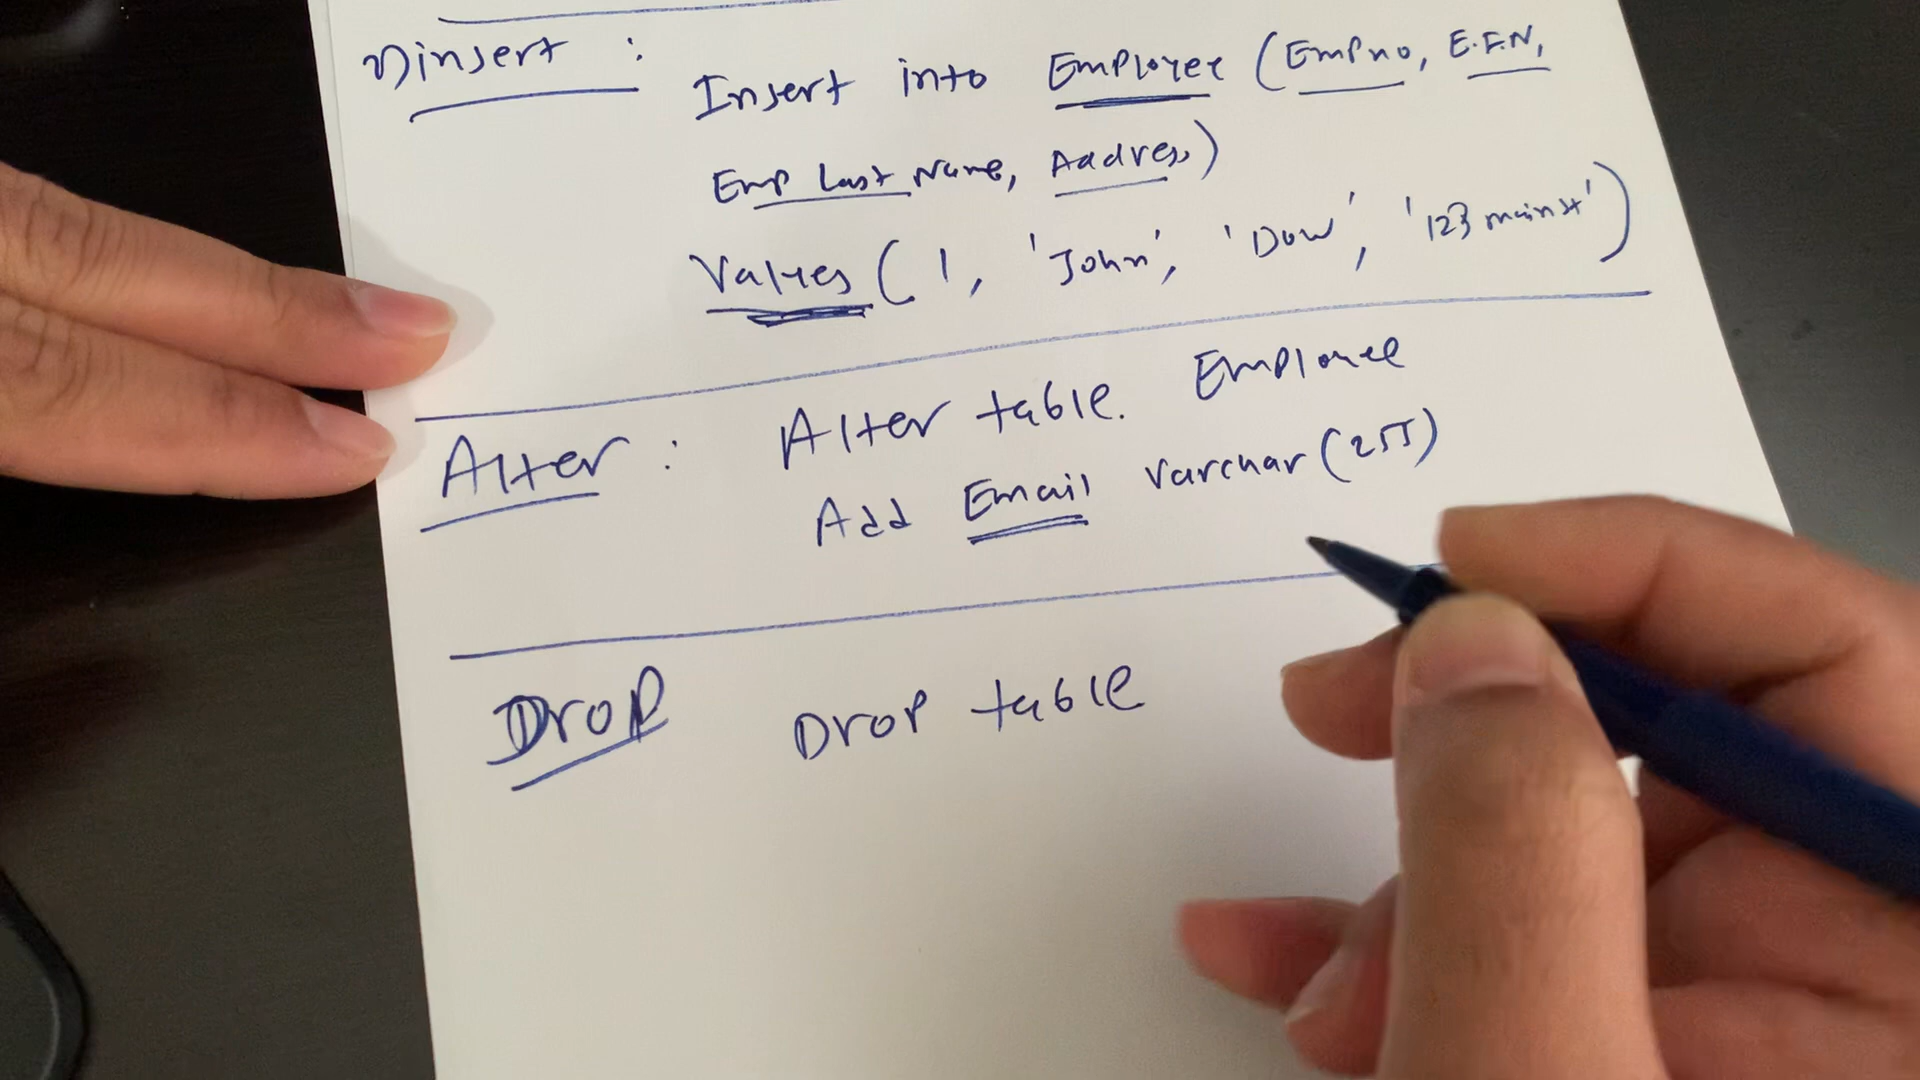 insert : Insert into Employee (EmPno, E.F.N,
Emp Last Name, Address)
Values ( 1, 'John', 'Dow', '123 main st' )
Alter : Alter table. Employee
Add Email varchar (255)
Drop Drop table